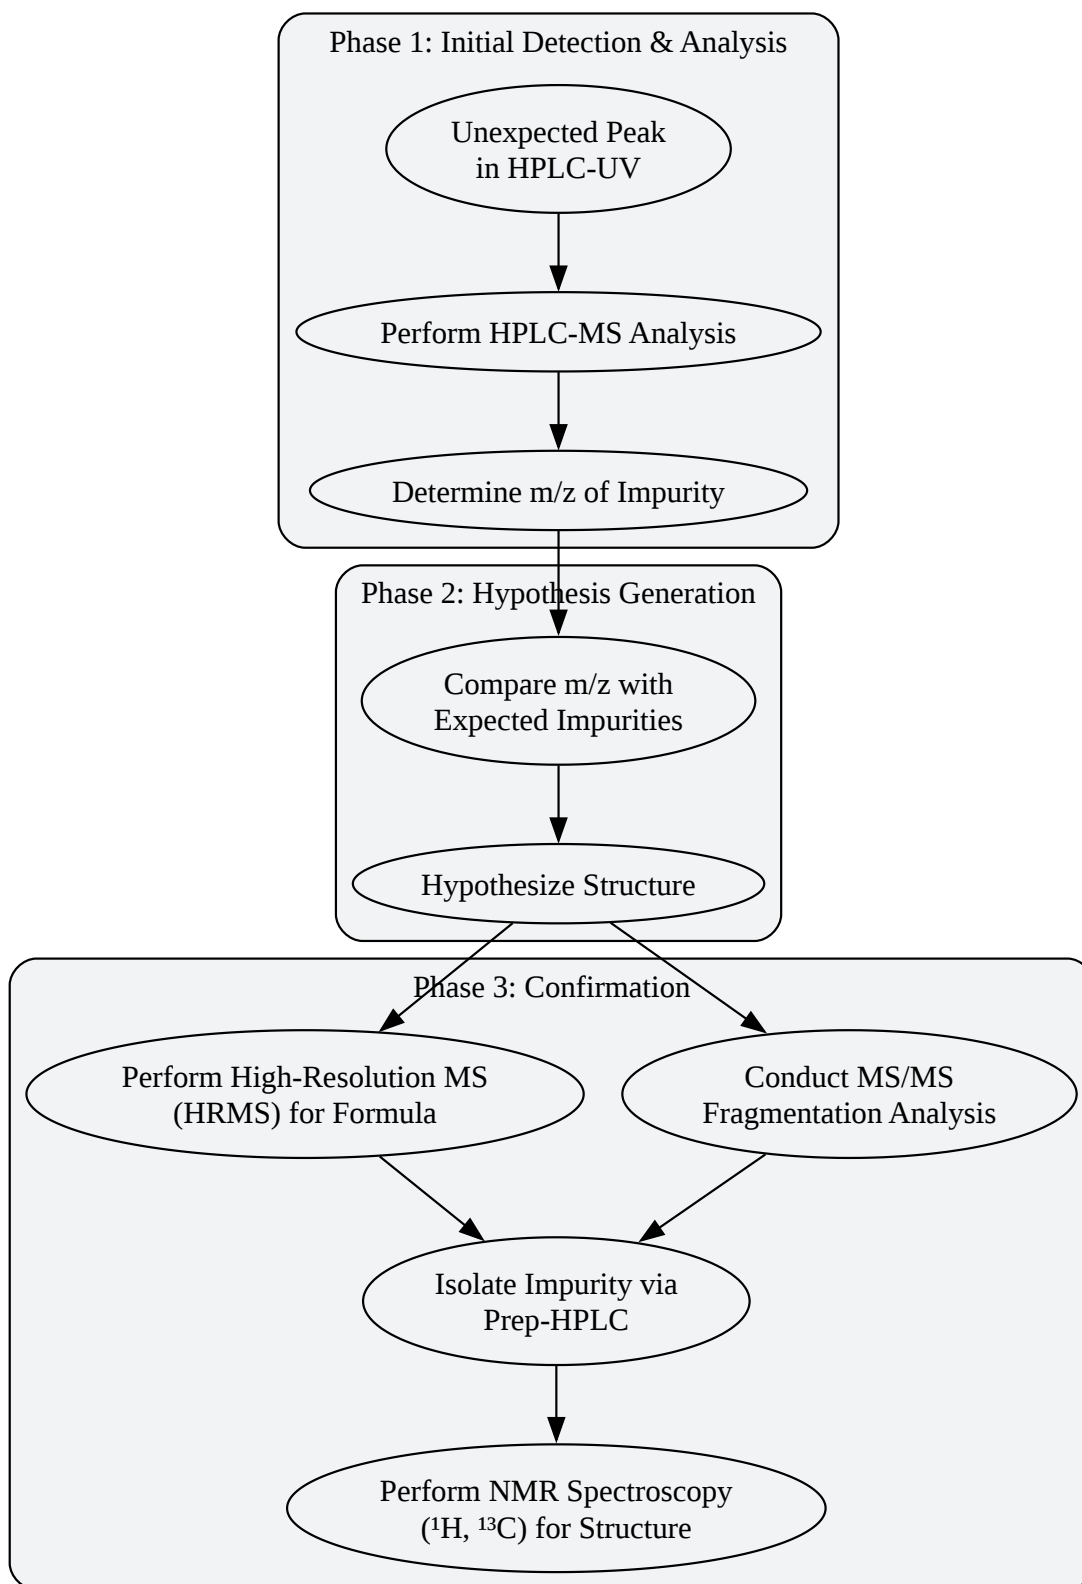 Phase 1: Initial Detection & Analysis
Unexpected Peak
in HPLC-UV
Perform HPLC-MS Analysis
Determine m/z of Impurity
Phase 2: Hypothesis Generation
Compare m/z with
Expected Impurities
Hypothesize Structure
Phase 3: Confirmation
Perform High-Resolution MS
(HRMS) for Formula
Conduct MS/MS
Fragmentation Analysis
Isolate Impurity via
Prep-HPLC
Perform NMR Spectroscopy
(¹H, ¹³C) for Structure